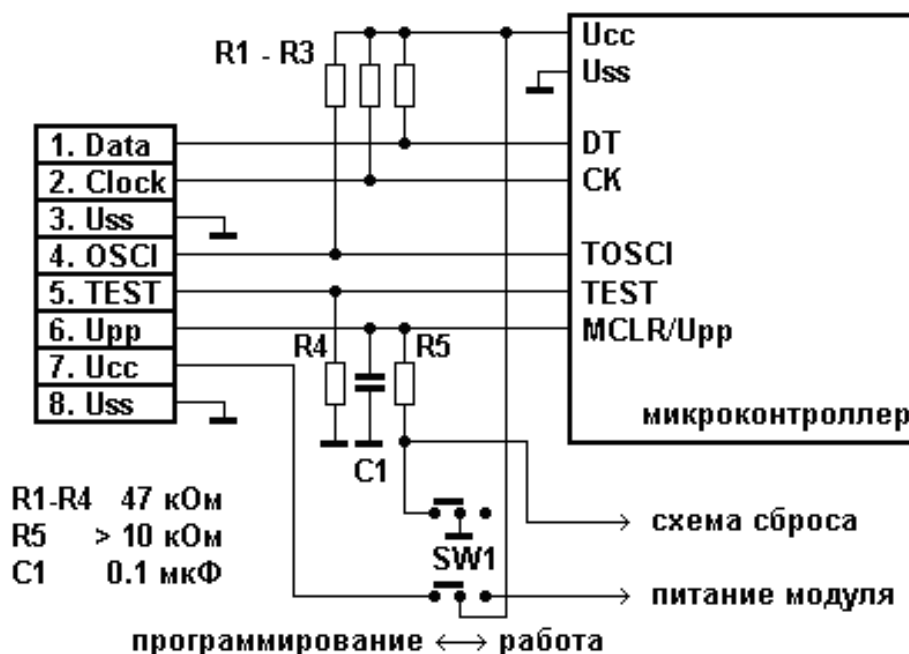 R1 - R3
Ucc
Uss
1. Data
DT
2. Clock
CK
3. Uss
4. OSCI
TOSCI
5. TEST
TEST
6. Upp
MCLR/Upp
R4
R5
7. Ucc
8. Uss
микроконтроллер
C1
R1-R4 47 кОм
R5 > 10 кОм
C1 0.1 мкФ
схема сброса
SW1
питание модуля
программирование ↔ работа